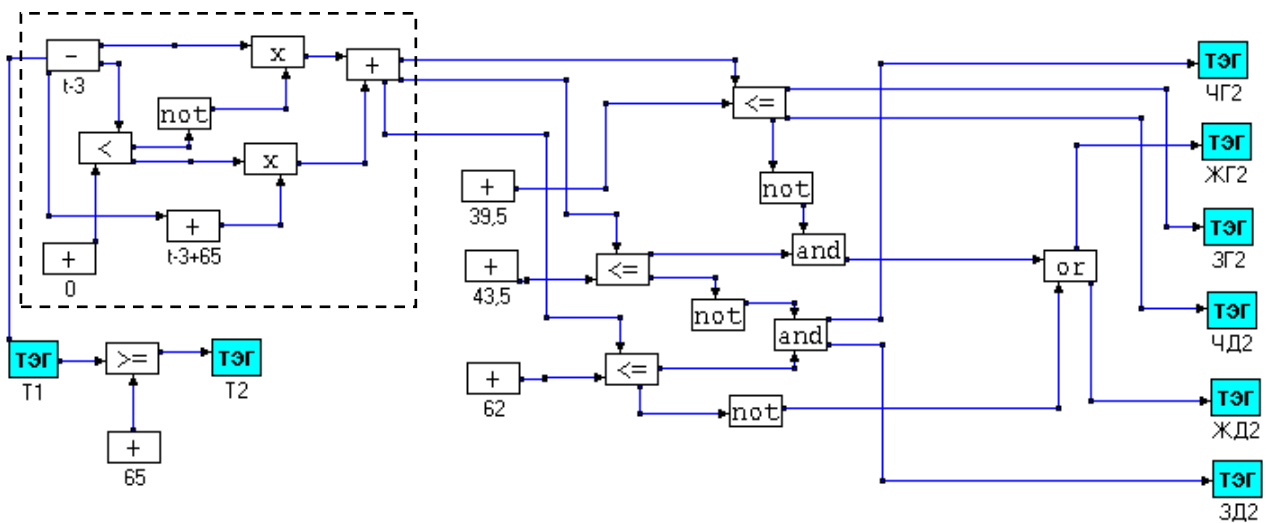 -
t-3
x
+
not
<
x
+
t-3+65
+
0
ТЭГ
T1
>=
ТЭГ
T2
+
65
+
39,5
+
43,5
+
62
<=
not
and
<=
not
and
<=
not
or
ТЭГ
ЧГ2
ТЭГ
ЖГ2
ТЭГ
ЗГ2
ТЭГ
ЧД2
ТЭГ
ЖД2
ТЭГ
ЗД2